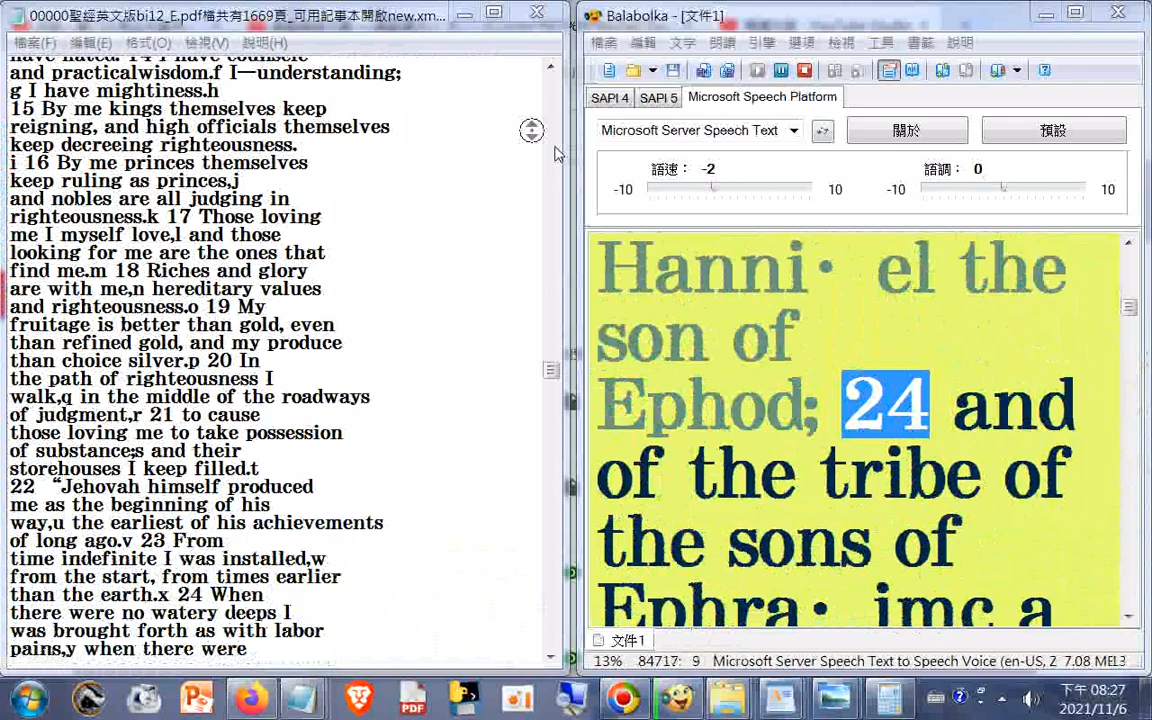 00000聖經英文版bi12_E.pdf檔共有1669頁_可用記事本開啟new.xm...
檔案(F) 編輯(E) 格式(O) 檢視(V) 說明(H)
have hated. 14 I have counself
and practicalwisdom.f I—understanding;
g I have mightiness.h
15 By me kings themselves keep
reigning, and high officials themselves
keep decreeing righteousness.
i 16 By me princes themselves
keep ruling as princes,j
and nobles are all judging in
righteousness.k 17 Those loving
me I myself love,l and those
looking for me are the ones that
find me.m 18 Riches and glory
are with me,n hereditary values
and righteousness.o 19 My
fruitage is better than gold, even
than refined gold, and my produce
than choice silver.p 20 In
the path of righteousness I
walk,q in the middle of the roadways
of judgment,r 21 to cause
those loving me to take possession
of substance;s and their
storehouses I keep filled.t
22 “Jehovah himself produced
me as the beginning of his
way,u the earliest of his achievements
of long ago.v 23 From
time indefinite I was installed,w
from the start, from times earlier
than the earth.x 24 When
there were no watery deeps I
was brought forth as with labor
pains,y when there were
Balabolka - [文件1]
檔案 編輯 文字 朗讀 引擎 選項 檢視 工具 書籤 說明
SAPI 4 SAPI 5 Microsoft Speech Platform
Microsoft Server Speech Text 關於 預設
語速： -2 語調： 0
-10 10 -10 10
Hanni· el the
son of
Ephod; 24 and
of the tribe of
the sons of
Ephra· imc a
文件1
13% 84717: 9 Microsoft Server Speech Text to Speech Voice (en-US, 2 7.08 МЕ13
下午 08:27
2021/11/6